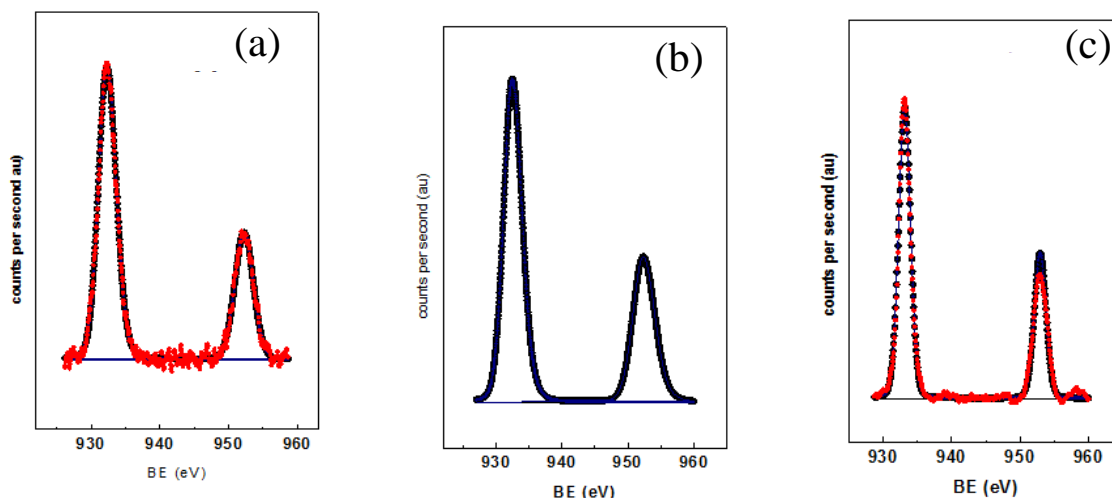 (a)
counts per second au)
930 940 950 960
BE (eV)
(b)
counts per second (au)
930 940 950 960
BE (eV)
(c)
counts per second (au)
930 940 950 960
BE (eV)